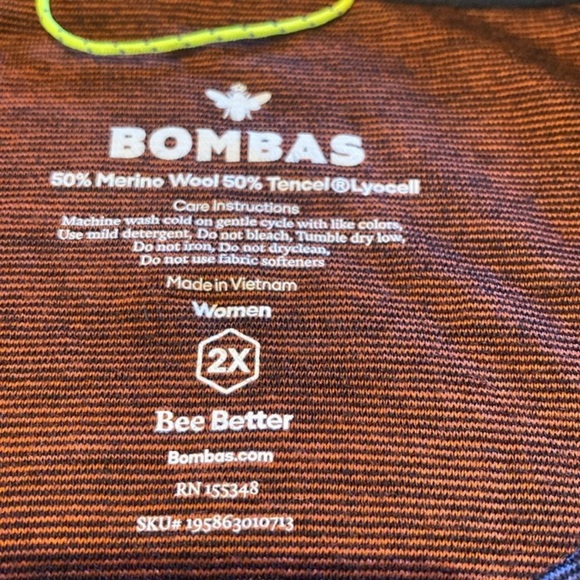 BOMBAS
50% Merino Wool 50% Tencel®Lyocell
Care Instructions
Machine wash cold on gentle cycle with like colors,
Use mild detergent, Do not bleach, Tumble dry low,
Do not iron, Do not dryclean,
Do not use fabric softeners
Made in Vietnam
Women
2X
Bee Better
Bombas.com
RN 155348
SKU# 195863010713